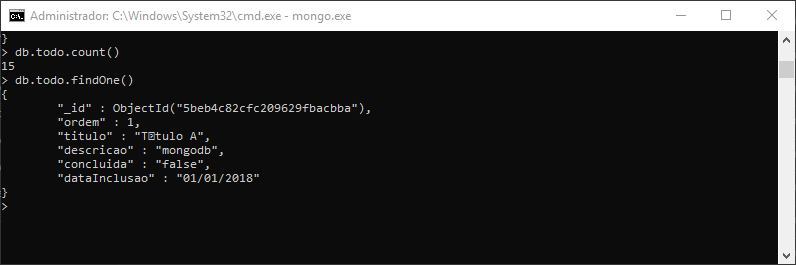 Administrador: C:\Windows\System32\cmd.exe - mongo.exe
}
> db.todo.count()
15
> db.todo.findOne()
{
"_id" : ObjectId("5beb4c82cfc209629fbacbba"),
"ordem" : 1,
"titulo" : "T�tulo A",
"descricao" : "mongodb",
"concluida" : "false",
"dataInclusao" : "01/01/2018"
}
>